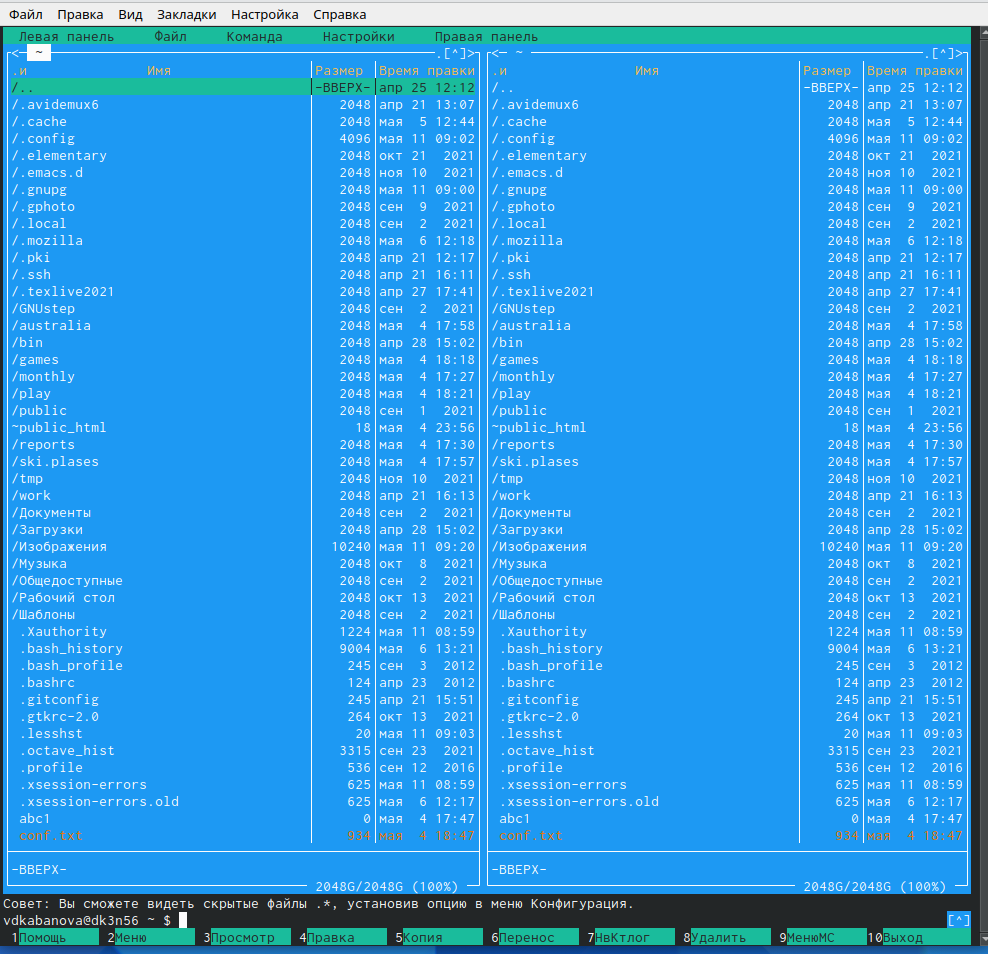 Файл Правка Вид Закладки Настройка Справка
Левая панель Файл Команда Настройки Правая панель
<─ ~ .[^]> <─ ~ .[^]>
.и Имя Размер Время правки .и Имя Размер Время правки
/.. -ВВЕРХ- апр 25 12:12 /.. -ВВЕРХ- апр 25 12:12
/.avidemux6 2048 апр 21 13:07 /.avidemux6 2048 апр 21 13:07
/.cache 2048 мая 5 12:44 /.cache 2048 мая 5 12:44
/.config 4096 мая 11 09:02 /.config 4096 мая 11 09:02
/.elementary 2048 окт 21 2021 /.elementary 2048 окт 21 2021
/.emacs.d 2048 ноя 10 2021 /.emacs.d 2048 ноя 10 2021
/.gnupg 2048 мая 11 09:00 /.gnupg 2048 мая 11 09:00
/.gphoto 2048 сен 9 2021 /.gphoto 2048 сен 9 2021
/.local 2048 сен 2 2021 /.local 2048 сен 2 2021
/.mozilla 2048 мая 6 12:18 /.mozilla 2048 мая 6 12:18
/.pki 2048 апр 21 12:17 /.pki 2048 апр 21 12:17
/.ssh 2048 апр 21 16:11 /.ssh 2048 апр 21 16:11
/.texlive2021 2048 апр 27 17:41 /.texlive2021 2048 апр 27 17:41
/GNUstep 2048 сен 2 2021 /GNUstep 2048 сен 2 2021
/australia 2048 мая 4 17:58 /australia 2048 мая 4 17:58
/bin 2048 апр 28 15:02 /bin 2048 апр 28 15:02
/games 2048 мая 4 18:18 /games 2048 мая 4 18:18
/monthly 2048 мая 4 17:27 /monthly 2048 мая 4 17:27
/play 2048 мая 4 18:21 /play 2048 мая 4 18:21
/public 2048 сен 1 2021 /public 2048 сен 1 2021
~public_html 18 мая 4 23:56 ~public_html 18 мая 4 23:56
/reports 2048 мая 4 17:30 /reports 2048 мая 4 17:30
/ski.plases 2048 мая 4 17:57 /ski.plases 2048 мая 4 17:57
/tmp 2048 ноя 10 2021 /tmp 2048 ноя 10 2021
/work 2048 апр 21 16:13 /work 2048 апр 21 16:13
/Документы 2048 сен 2 2021 /Документы 2048 сен 2 2021
/Загрузки 2048 апр 28 15:02 /Загрузки 2048 апр 28 15:02
/Изображения 10240 мая 11 09:20 /Изображения 10240 мая 11 09:20
/Музыка 2048 окт 8 2021 /Музыка 2048 окт 8 2021
/Общедоступные 2048 сен 2 2021 /Общедоступные 2048 сен 2 2021
/Рабочий стол 2048 окт 13 2021 /Рабочий стол 2048 окт 13 2021
/Шаблоны 2048 сен 2 2021 /Шаблоны 2048 сен 2 2021
.Xauthority 1224 мая 11 08:59 .Xauthority 1224 мая 11 08:59
.bash_history 9004 мая 6 13:21 .bash_history 9004 мая 6 13:21
.bash_profile 245 сен 3 2012 .bash_profile 245 сен 3 2012
.bashrc 124 апр 23 2012 .bashrc 124 апр 23 2012
.gitconfig 245 апр 21 15:51 .gitconfig 245 апр 21 15:51
.gtkrc-2.0 264 окт 13 2021 .gtkrc-2.0 264 окт 13 2021
.lesshst 20 мая 11 09:03 .lesshst 20 мая 11 09:03
.octave_hist 3315 сен 23 2021 .octave_hist 3315 сен 23 2021
.profile 536 сен 12 2016 .profile 536 сен 12 2016
.xsession-errors 625 мая 11 08:59 .xsession-errors 625 мая 11 08:59
.xsession-errors.old 625 мая 6 12:17 .xsession-errors.old 625 мая 6 12:17
abc1 0 мая 4 17:47 abc1 0 мая 4 17:47
conf.txt 934 мая 4 18:47 conf.txt 934 мая 4 18:47
-ВВЕРХ- -ВВЕРХ-
2048G/2048G (100%) 2048G/2048G (100%)
Совет: Вы сможете видеть скрытые файлы .*, установив опцию в меню Конфигурация.
vdkabanova@dk3n56 ~ $ [^]
1Помощь 2Меню 3Просмотр 4Правка 5Копия 6Перенос 7НвКтлог 8Удалить 9МенюМС 10Выход